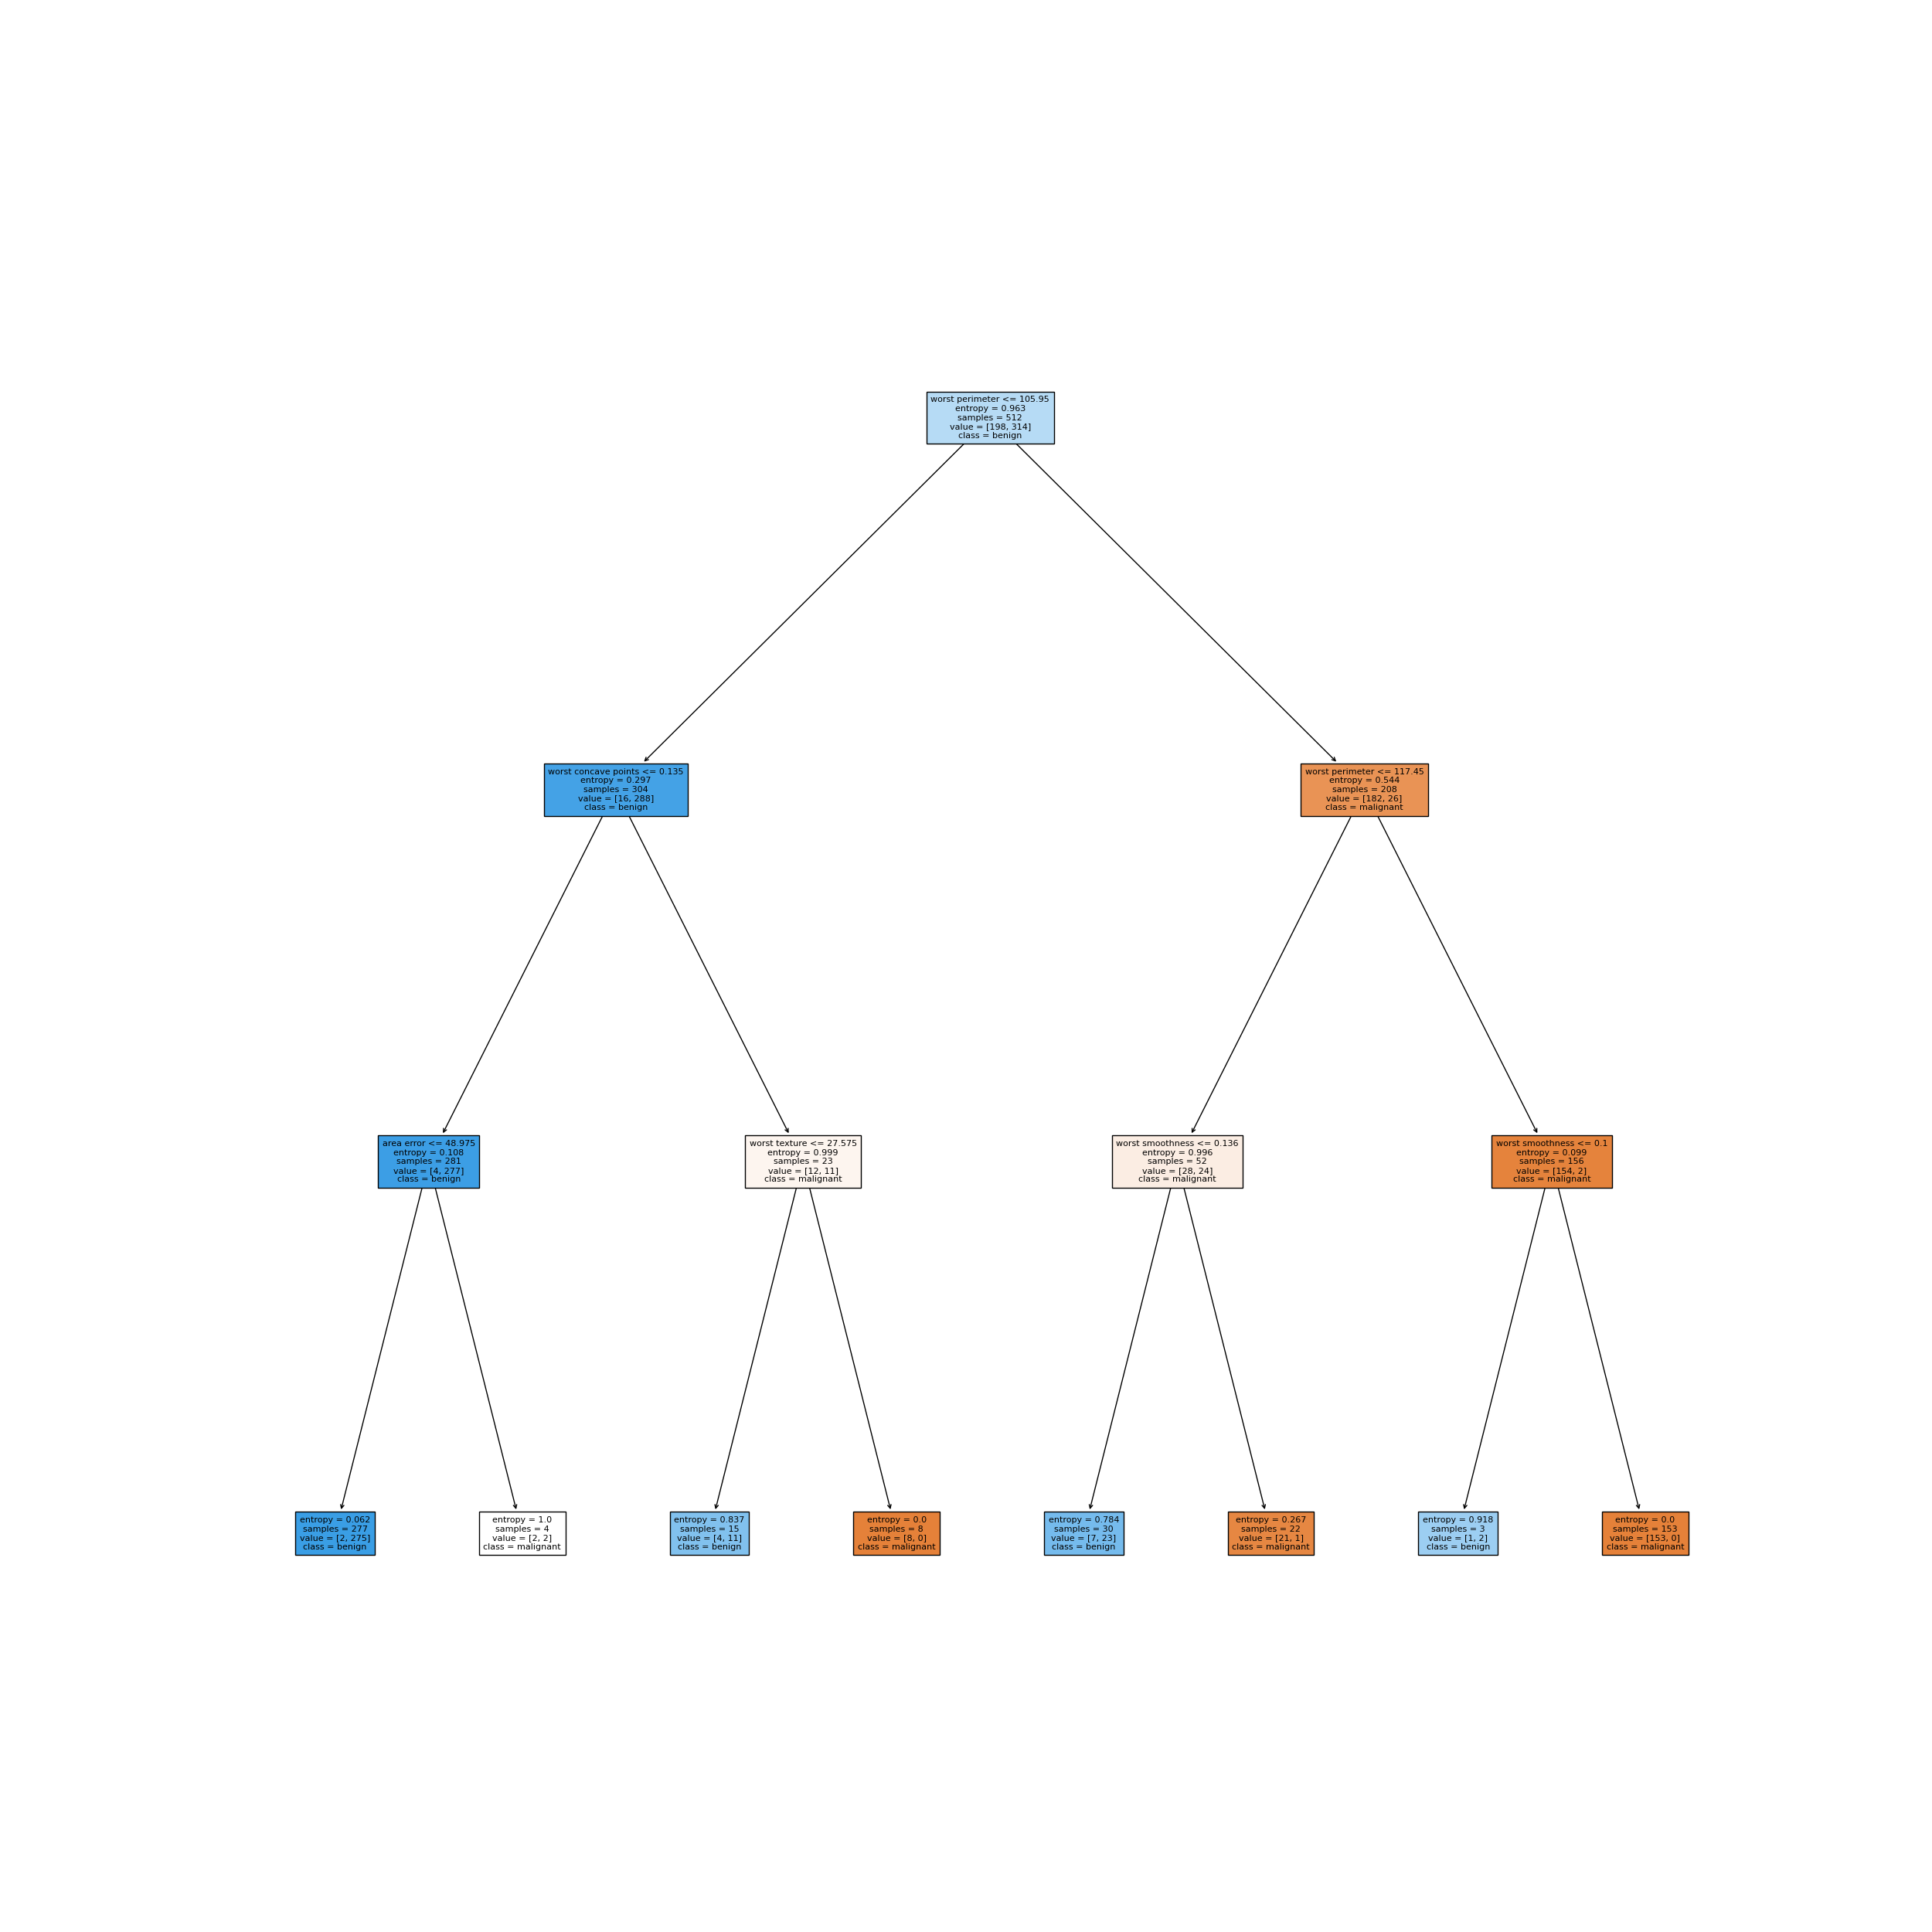 worst perimeter <= 105.95
entropy = 0.963
samples = 512
value = [198, 314]
class = benign
worst concave points <= 0.135
entropy = 0.297
samples = 304
value = [16, 288]
class = benign
worst perimeter <= 117.45
entropy = 0.544
samples = 208
value = [182, 26]
class = malignant
area error <= 48.975
entropy = 0.108
samples = 281
value = [4, 277]
class = benign
worst texture <= 27.575
entropy = 0.999
samples = 23
value = [12, 11]
class = malignant
worst smoothness <= 0.136
entropy = 0.996
samples = 52
value = [28, 24]
class = malignant
worst smoothness <= 0.1
entropy = 0.099
samples = 156
value = [154, 2]
class = malignant
entropy = 0.062
samples = 277
value = [2, 275]
class = benign
entropy = 1.0
samples = 4
value = [2, 2]
class = malignant
entropy = 0.837
samples = 15
value = [4, 11]
class = benign
entropy = 0.0
samples = 8
value = [8, 0]
class = malignant
entropy = 0.784
samples = 30
value = [7, 23]
class = benign
entropy = 0.267
samples = 22
value = [21, 1]
class = malignant
entropy = 0.918
samples = 3
value = [1, 2]
class = benign
entropy = 0.0
samples = 153
value = [153, 0]
class = malignant